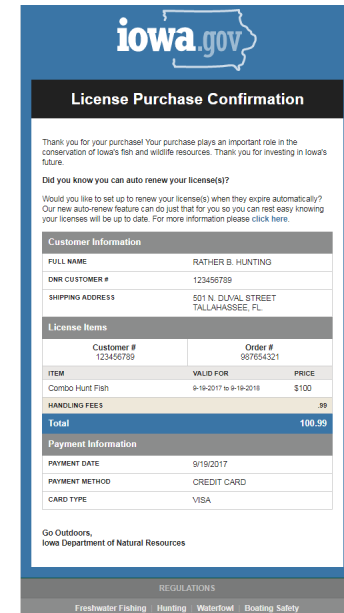 iowa.gov
License Purchase Confirmation
Thank you for your purchase! Your purchase plays an important role in the
conservation of Iowa's fish and wildlife resources. Thank you for investing in Iowa's
future.
Did you know you can auto renew your license(s)?
Would you like to set up to renew your license(s) when they expire automatically?
Our new auto-renew feature can do just that for you so you can rest easy knowing
your licenses will be up to date. For more information please click here.
Customer Information
FULL NAME RATHER B. HUNTING
DNR CUSTOMER # 123456789
SHIPPING ADDRESS 501 N. DUVAL STREET
TALLAHASSEE, FL.
License Items
Customer # Order #
123456789 987654321
ITEM VALID FOR PRICE
Combo Hunt Fish 9-19-2017 to 9-19-2018 $100
HANDLING FEES .99
Total 100.99
Payment Information
PAYMENT DATE 9/19/2017
PAYMENT METHOD CREDIT CARD
CARD TYPE VISA
Go Outdoors,
Iowa Department of Natural Resources
REGULATIONS
Freshwater Fishing | Hunting | Waterfowl | Boating Safety